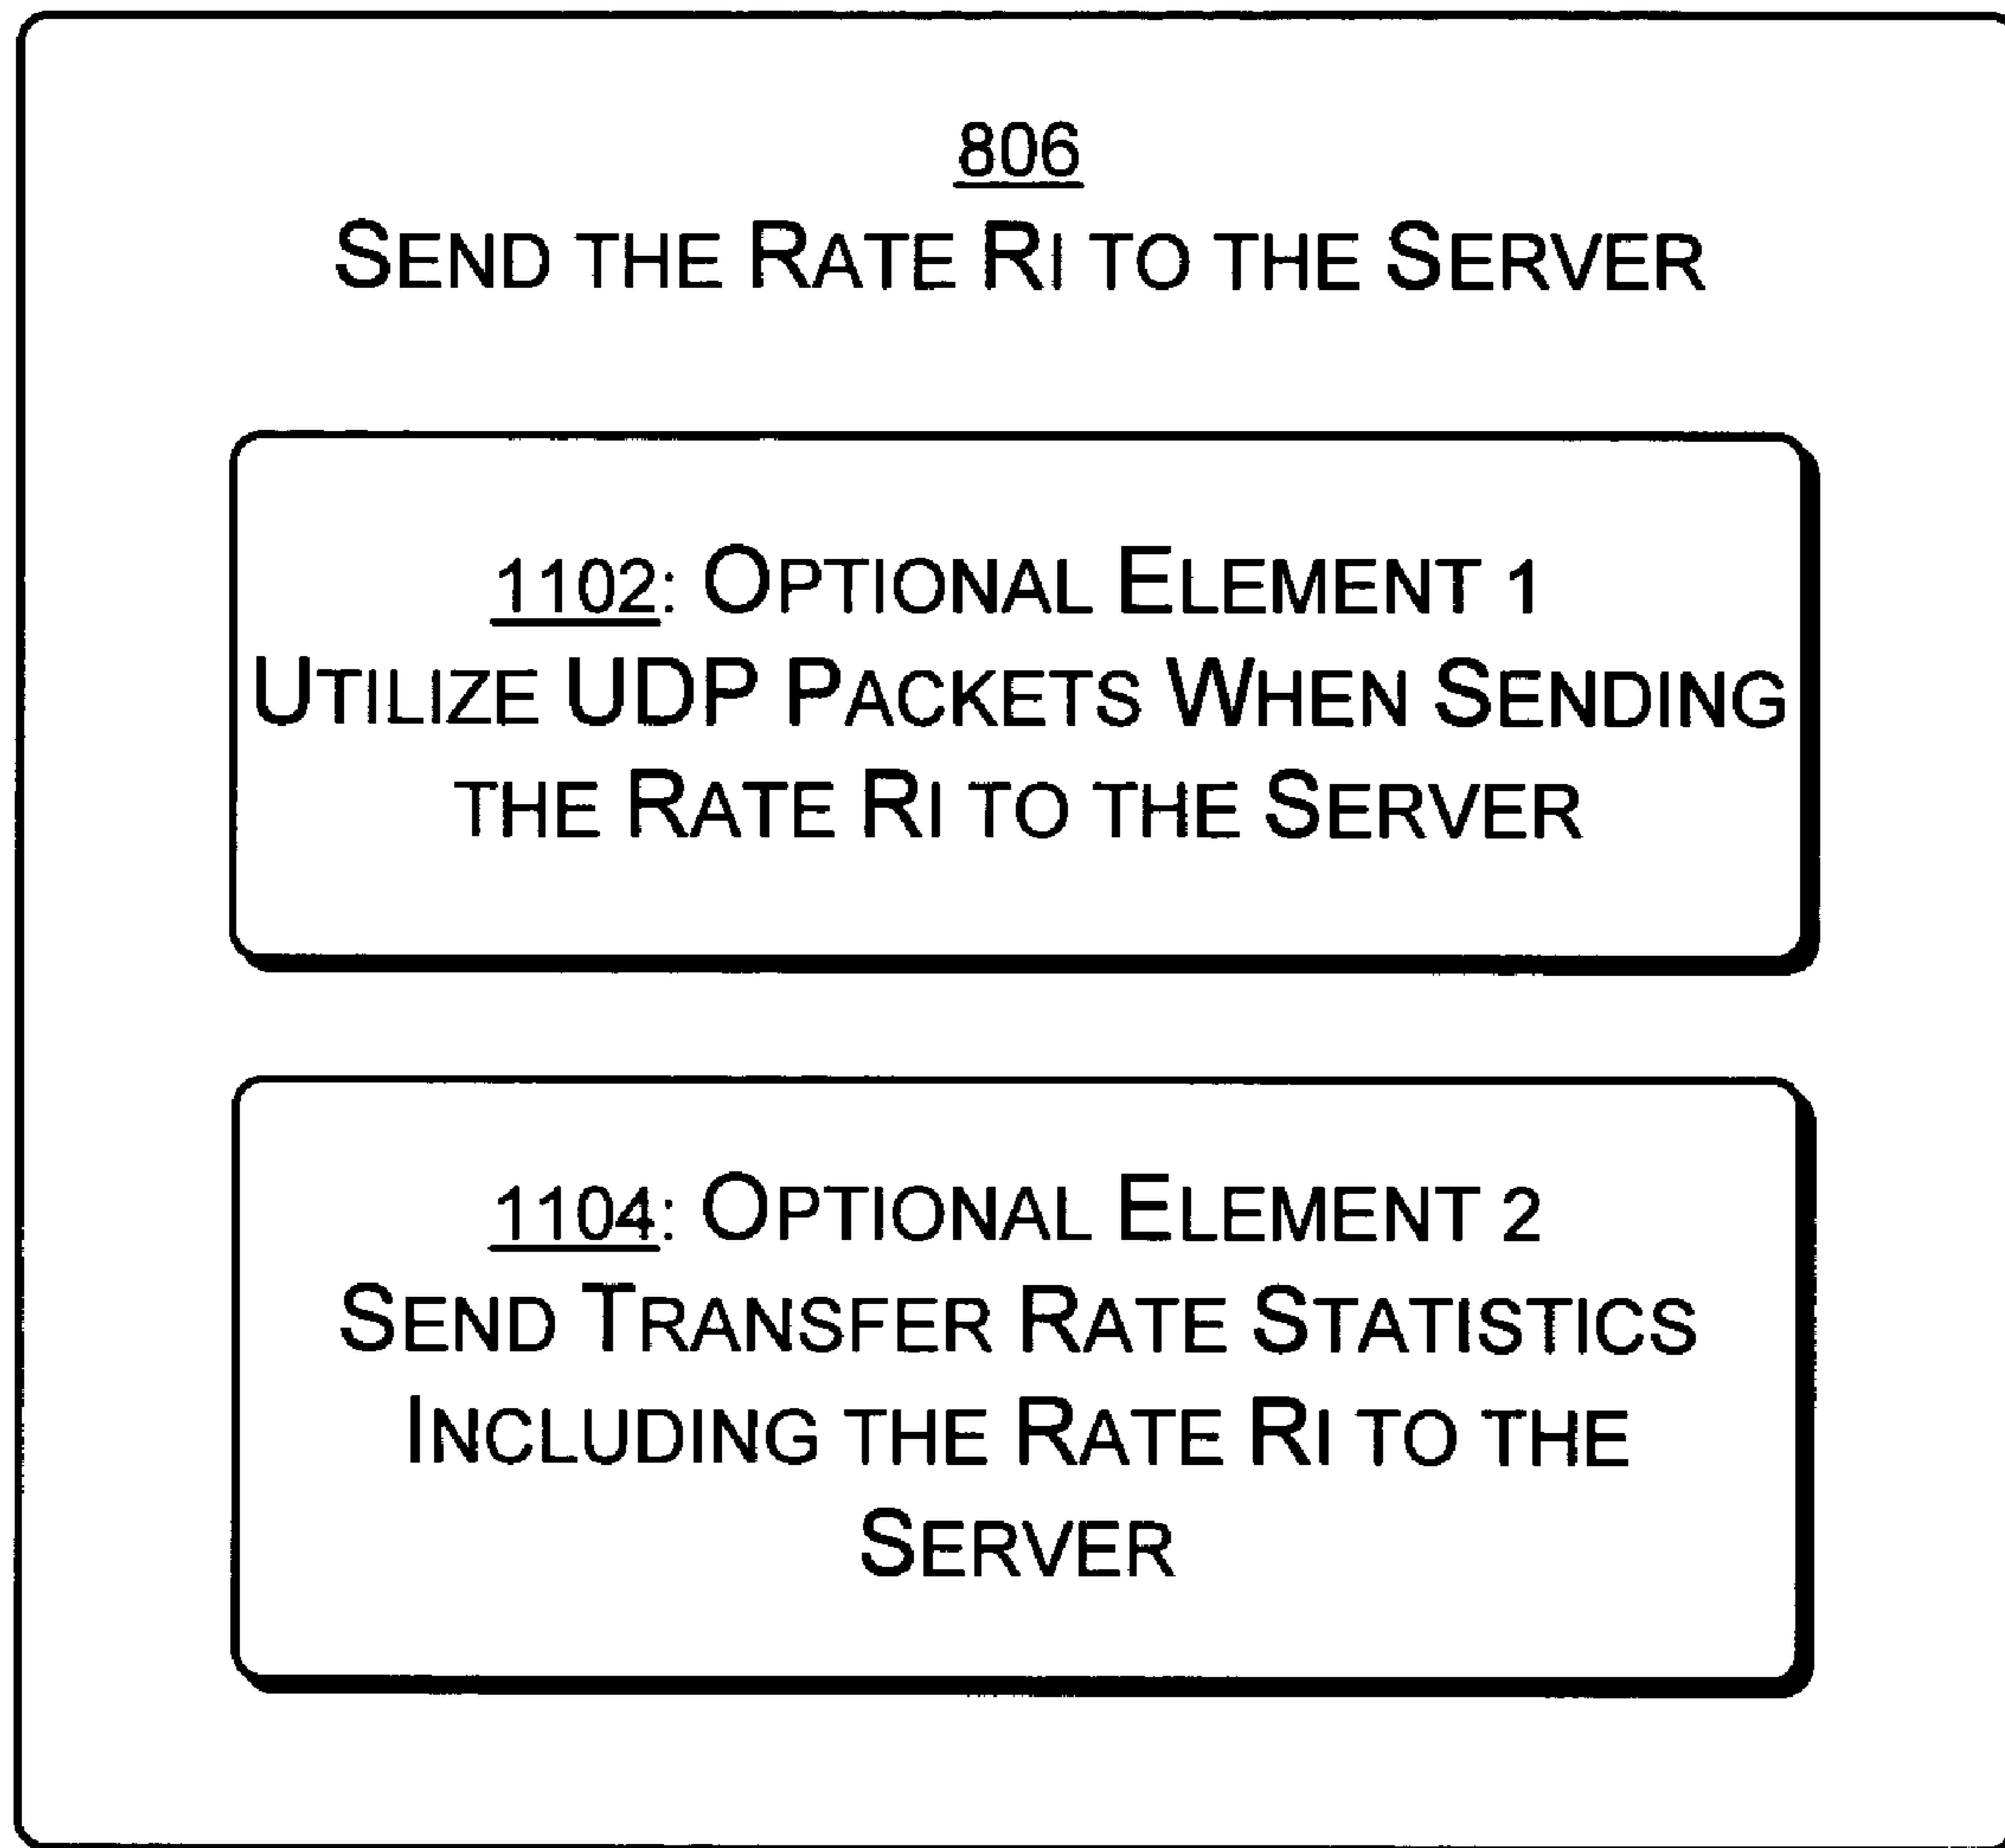 806
SEND THE RATE RI TO THE SERVER
1102: OPTIONAL ELEMENT 1
UTILIZE UDP PACKETS WHEN SENDING
THE RATE RI TO THE SERVER
1104: OPTIONAL ELEMENT 2
SEND TRANSFER RATE STATISTICS
INCLUDING THE RATE RI TO THE
SERVER